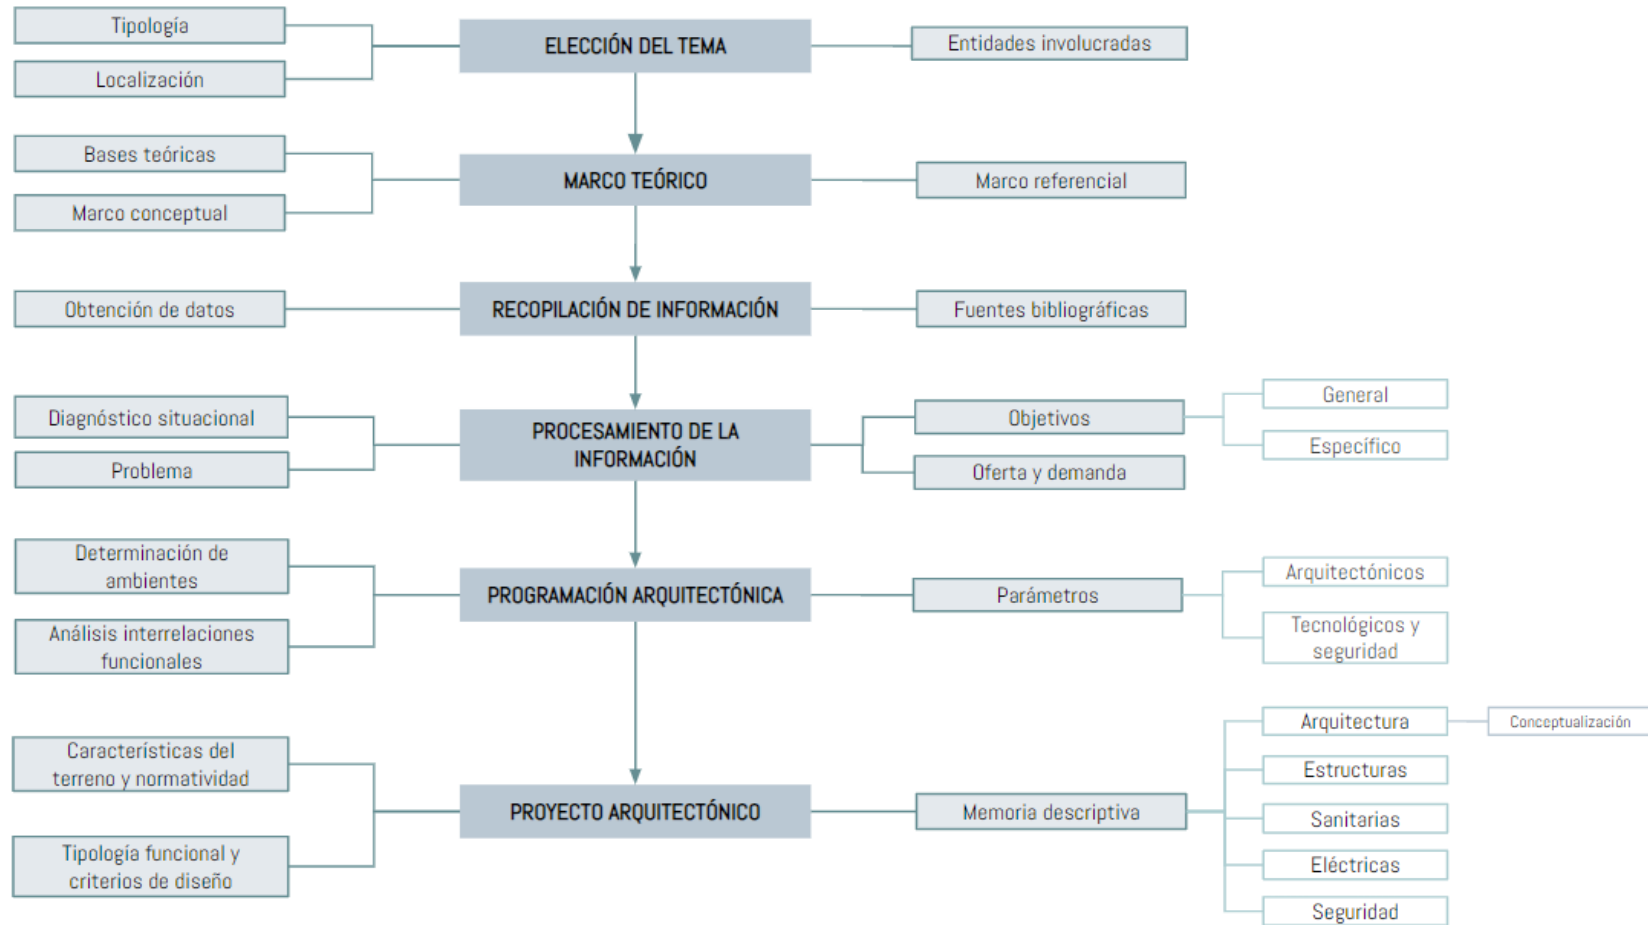 Tipología
ELECCIÓN DEL TEMA
Entidades involucradas
Localización
Bases teóricas
MARCO TEÓRICO
Marco referencial
Marco conceptual
Obtención de datos
RECOPILACIÓN DE INFORMACIÓN
Fuentes bibliográficas
Diagnóstico situacional
Problema
PROCESAMIENTO DE LA
INFORMACIÓN
Objetivos
Oferta y demanda
General
Específico
Determinación de
ambientes
Análisis interrelaciones
funcionales
PROGRAMACIÓN ARQUITECTÓNICA
Parámetros
Arquitectónicos
Tecnológicos y
seguridad
Características del
terreno y normatividad
Tipología funcional y
criterios de diseño
PROYECTO ARQUITECTÓNICO
Memoria descriptiva
Arquitectura
Conceptualización
Estructuras
Sanitarias
Eléctricas
Seguridad